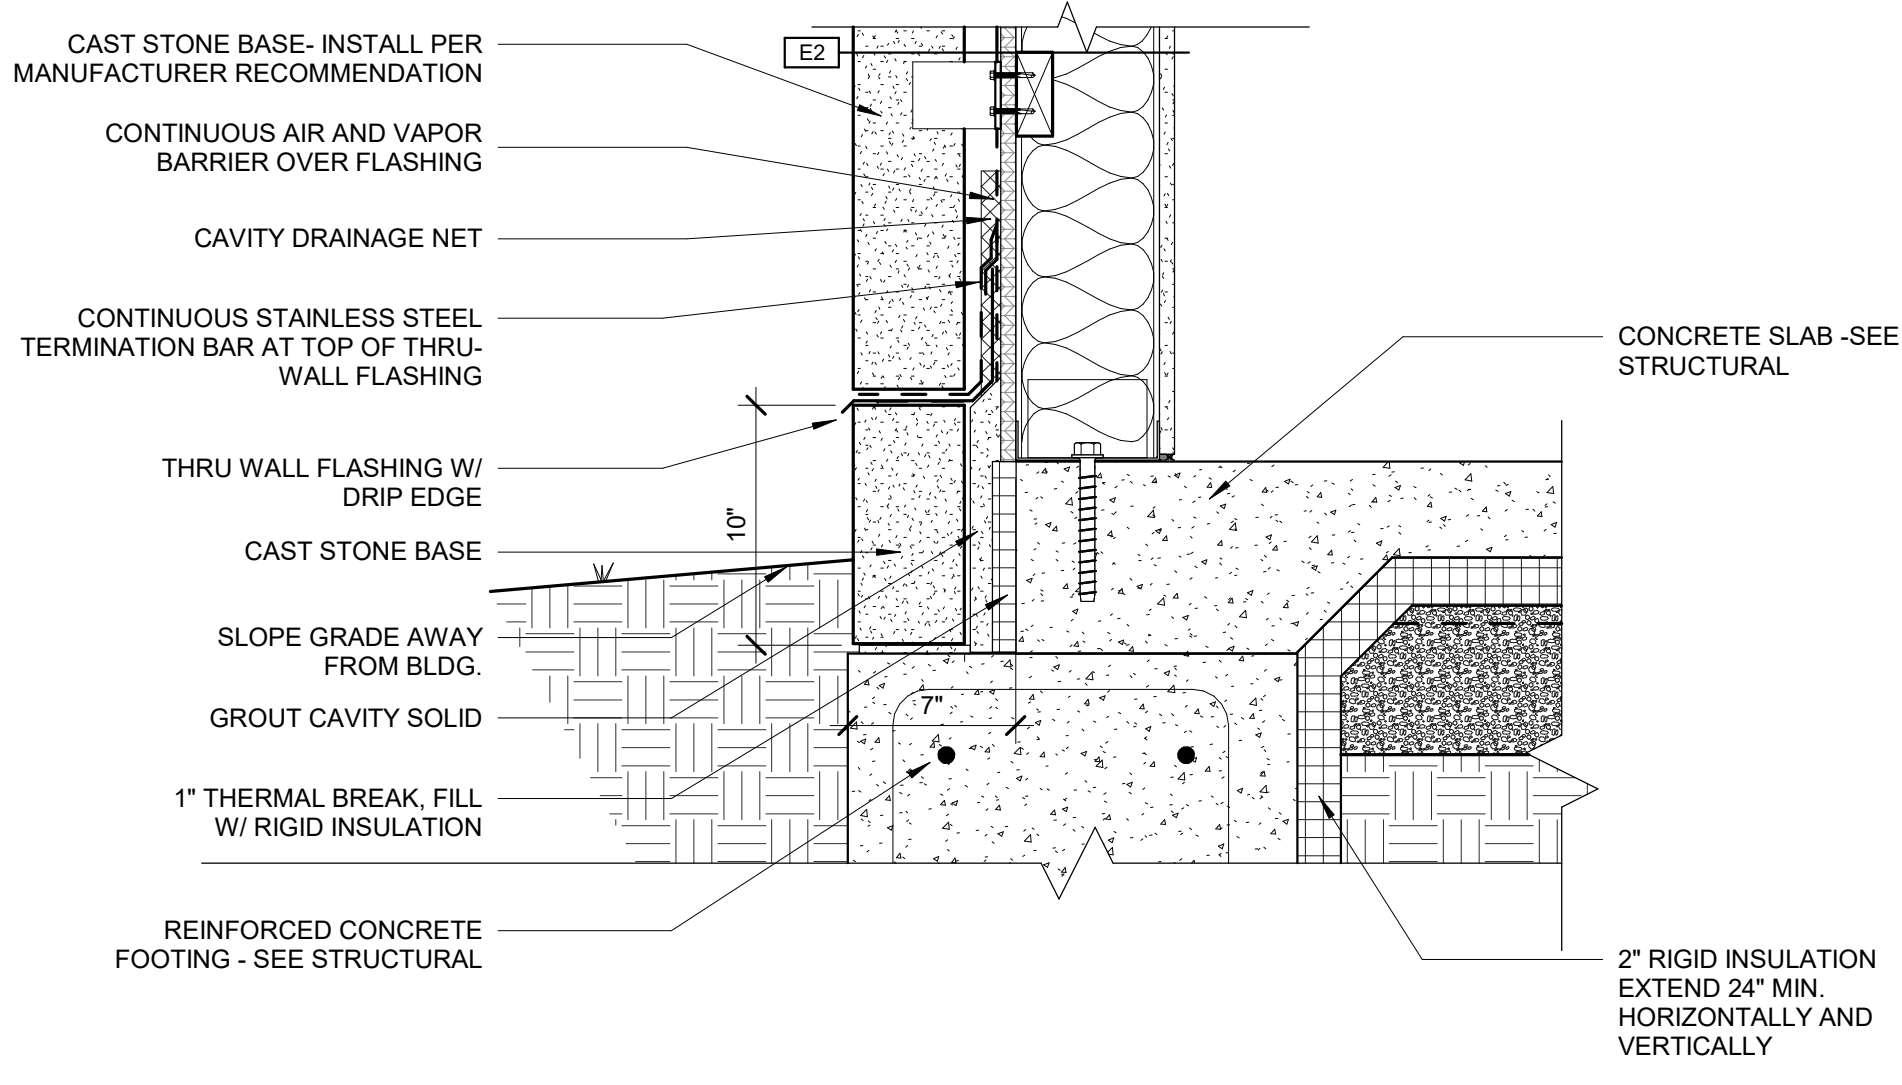 CAST STONE BASE- INSTALL PER
MANUFACTURER RECOMMENDATION
E2
CONTINUOUS AIR AND VAPOR
BARRIER OVER FLASHING
CAVITY DRAINAGE NET
CONTINUOUS STAINLESS STEEL
TERMINATION BAR AT TOP OF THRU-
WALL FLASHING
THRU WALL FLASHING W/
DRIP EDGE
10"
CAST STONE BASE
SLOPE GRADE AWAY
FROM BLDG.
GROUT CAVITY SOLID
7"
1" THERMAL BREAK, FILL
W/ RIGID INSULATION
REINFORCED CONCRETE
FOOTING - SEE STRUCTURAL
CONCRETE SLAB -SEE
STRUCTURAL
2" RIGID INSULATION
EXTEND 24" MIN.
HORIZONTALLY AND
VERTICALLY